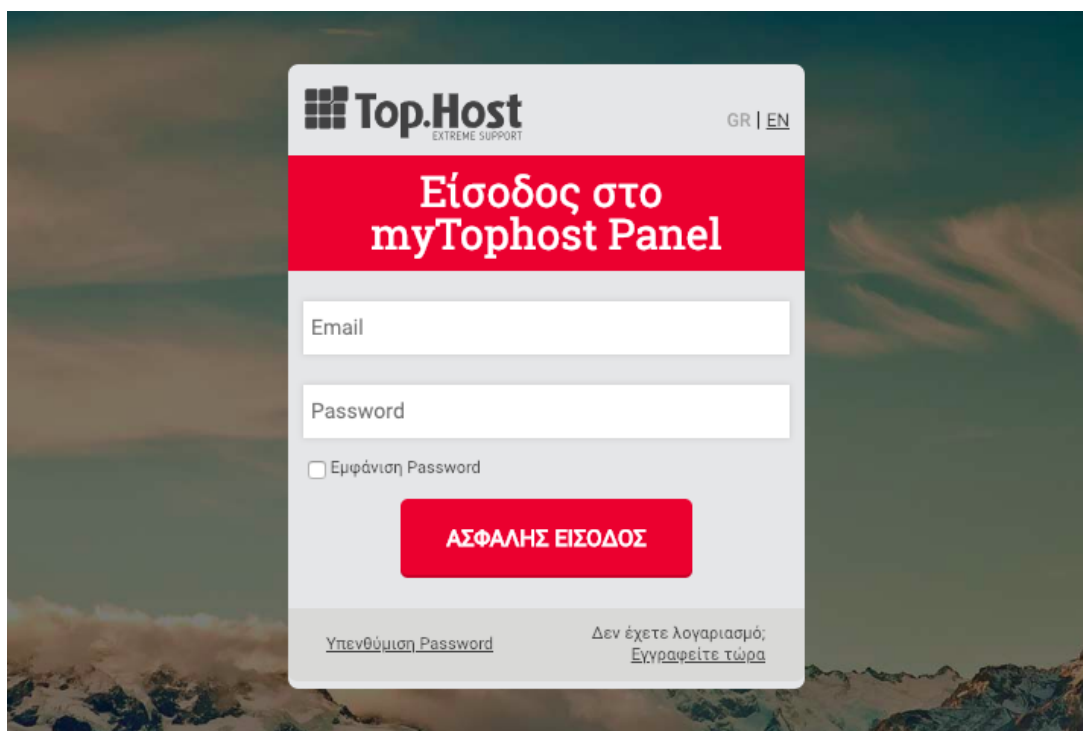 Top.Host
EXTREME SUPPORT
GR | EN
Είσοδος στο
myTophost Panel
Email
Password
Εμφάνιση Password
ΑΣΦΑΛΗΣ ΕΙΣΟΔΟΣ
Υπενθύμιση Password
Δεν έχετε λογαριασμό;
Εγγραφείτε τώρα